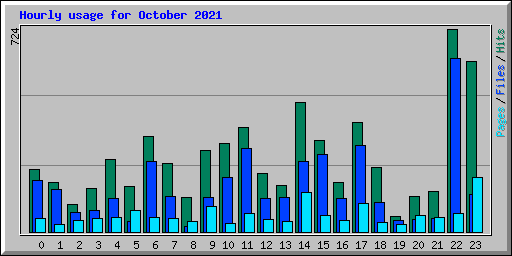 Hourly usage for October 2021
724
Pages / Files / Hits
0 1 2 3 4 5 6 7 8 9 10 11 12 13 14 15 16 17 18 19 20 21 22 23